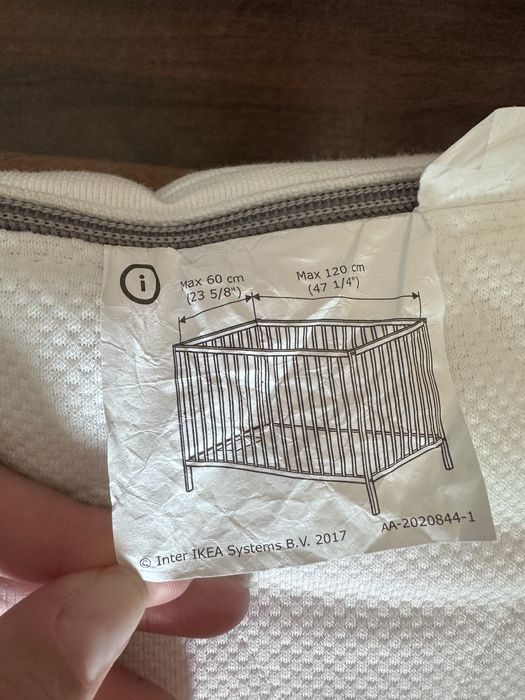 i
Max 60 cm
(23 5/8")
Max 120 cm
(47 1/4")
AA-2020844-1
© Inter IKEA Systems B.V. 2017